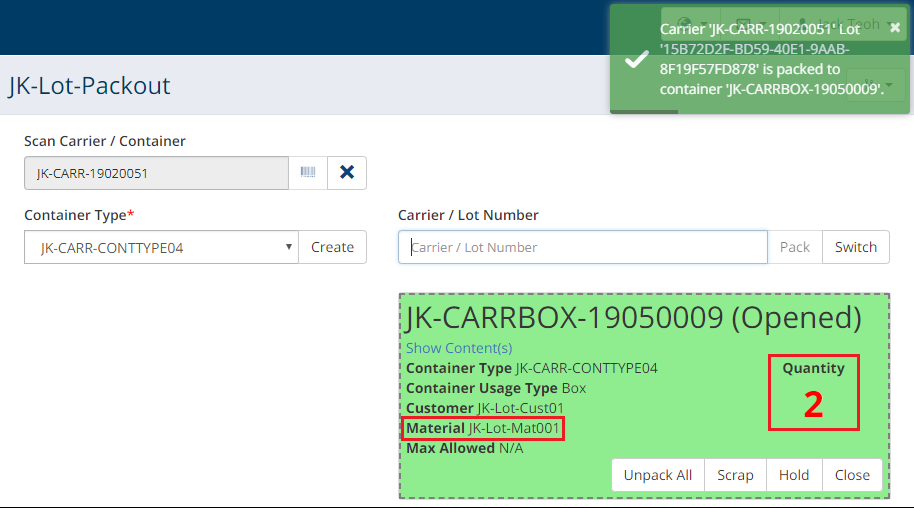 Carrier 'JK-CARR-19020051' Lot
'15B72D2F-BD59-40E1-9AAB-
8F19F57FD878' is packed to
container 'JK-CARRBOX-19050009'.
JK-Lot-Packout
Scan Carrier / Container
JK-CARR-19020051
Container Type*
JK-CARR-CONTTYPE04
Create
Carrier / Lot Number
Carrier / Lot Number
Pack
Switch
JK-CARRBOX-19050009 (Opened)
Show Content(s)
Container Type JK-CARR-CONTTYPE04
Container Usage Type Box
Customer JK-Lot-Cust01
Material JK-Lot-Mat001
Max Allowed N/A
Quantity
2
Unpack All
Scrap
Hold
Close